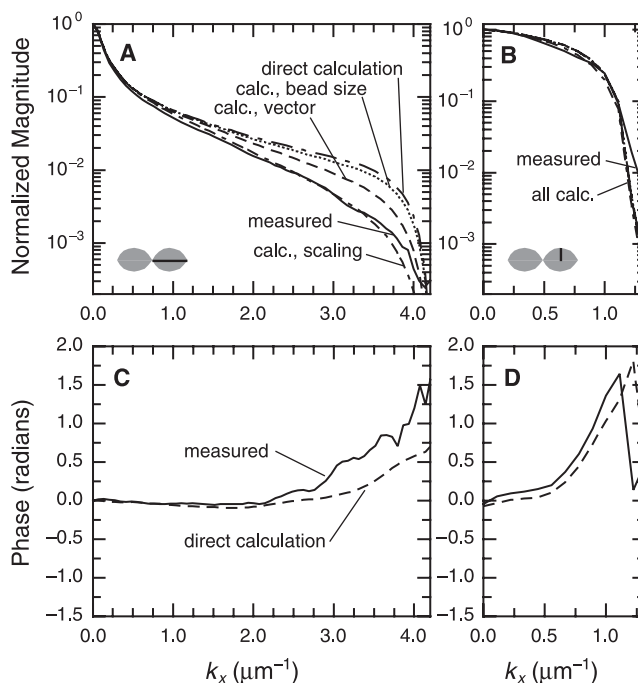 A
B
10⁰
10⁻¹
10⁻²
10⁻³
Normalized Magnitude
direct calculation
calc., bead size
calc., vector
measured
calc., scaling
0.0
1.0
2.0
3.0
4.0
10⁰
10⁻¹
10⁻²
10⁻³
measured
all calc.
0.0
0.5
1.0
C
D
2.0
1.5
1.0
0.5
0.0
−0.5
−1.0
−1.5
Phase (radians)
measured
direct calculation
0.0
1.0
2.0
3.0
4.0
kₓ (μm⁻¹)
2.0
1.5
1.0
0.5
0.0
−0.5
−1.0
−1.5
0.0
0.5
1.0
kₓ (μm⁻¹)